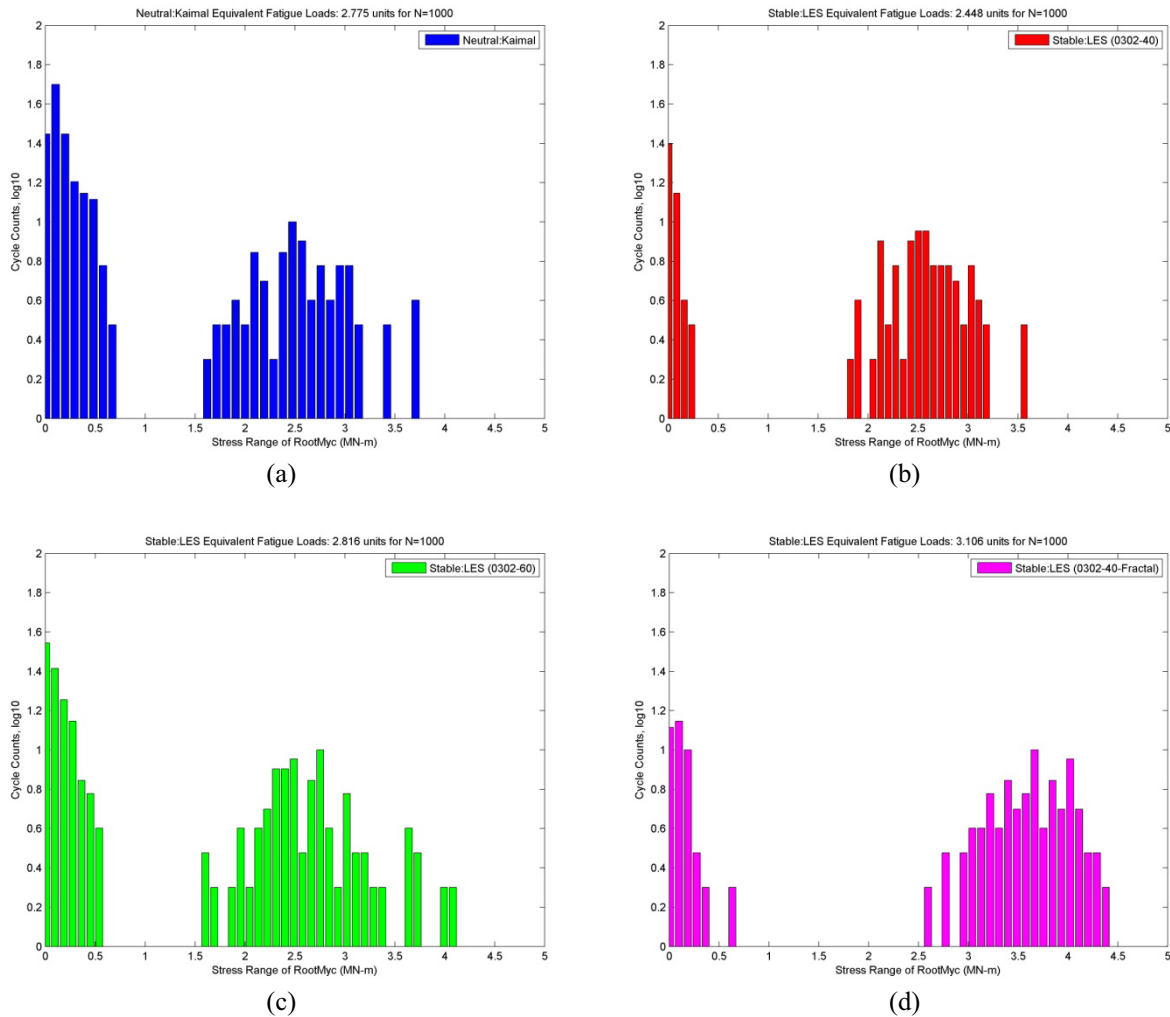 Neutral:Kaimal Equivalent Fatigue Loads: 2.775 units for N=1000
Neutral:Kaimal
Cycle Counts, log10
2
1.8
1.6
1.4
1.2
1
0.8
0.6
0.4
0.2
0
0 0.5 1 1.5 2 2.5 3 3.5 4 4.5 5
Stress Range of RootMyc (MN-m)
(a)
Stable:LES Equivalent Fatigue Loads: 2.448 units for N=1000
Stable:LES (0302-40)
Cycle Counts, log10
2
1.8
1.6
1.4
1.2
1
0.8
0.6
0.4
0.2
0
0 0.5 1 1.5 2 2.5 3 3.5 4 4.5 5
Stress Range of RootMyc (MN-m)
(b)
Stable:LES Equivalent Fatigue Loads: 2.816 units for N=1000
Stable:LES (0302-60)
Cycle Counts, log10
2
1.8
1.6
1.4
1.2
1
0.8
0.6
0.4
0.2
0
0 0.5 1 1.5 2 2.5 3 3.5 4 4.5 5
Stress Range of RootMyc (MN-m)
(c)
Stable:LES Equivalent Fatigue Loads: 3.106 units for N=1000
Stable:LES (0302-40-Fractal)
Cycle Counts, log10
2
1.8
1.6
1.4
1.2
1
0.8
0.6
0.4
0.2
0
0 0.5 1 1.5 2 2.5 3 3.5 4 4.5 5
Stress Range of RootMyc (MN-m)
(d)